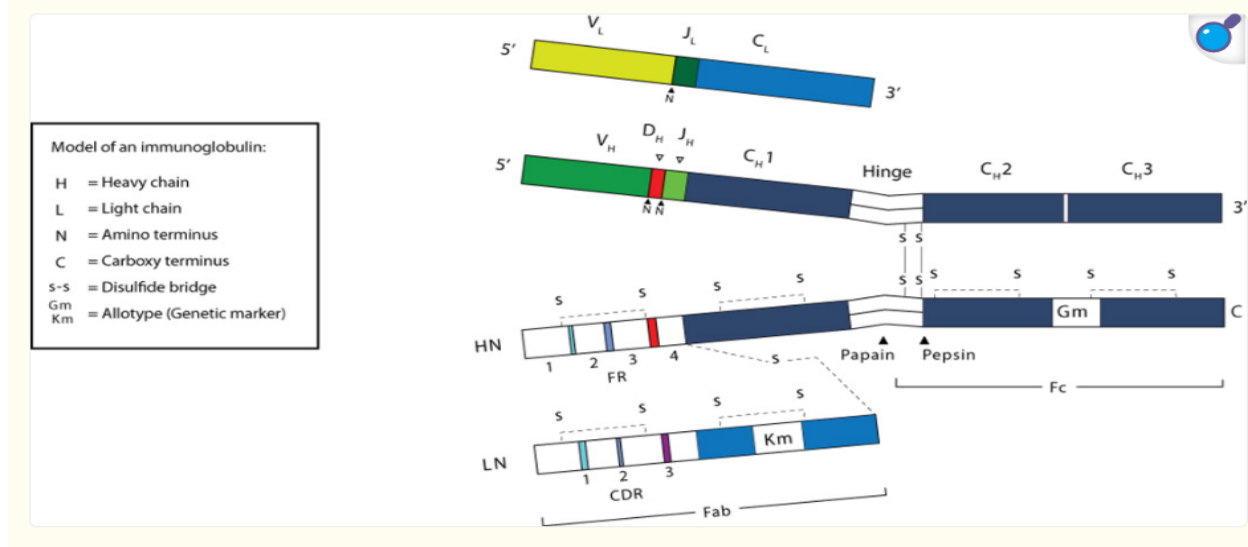 V_L J_L C_L
5′ 3′
N
Model of an immunoglobulin:
H = Heavy chain
L = Light chain
N = Amino terminus
C = Carboxy terminus
s-s = Disulfide bridge
Gm
Km = Allotype (Genetic marker)
V_H D_H J_H C_H1 Hinge C_H2 C_H3
5′ 3′
N N
S S
S S
S S S S S S S S
HN Gm C
1 2 3 4
FR
S
Papain Pepsin
Fc
S S S S
LN Km
1 2 3
CDR
Fab